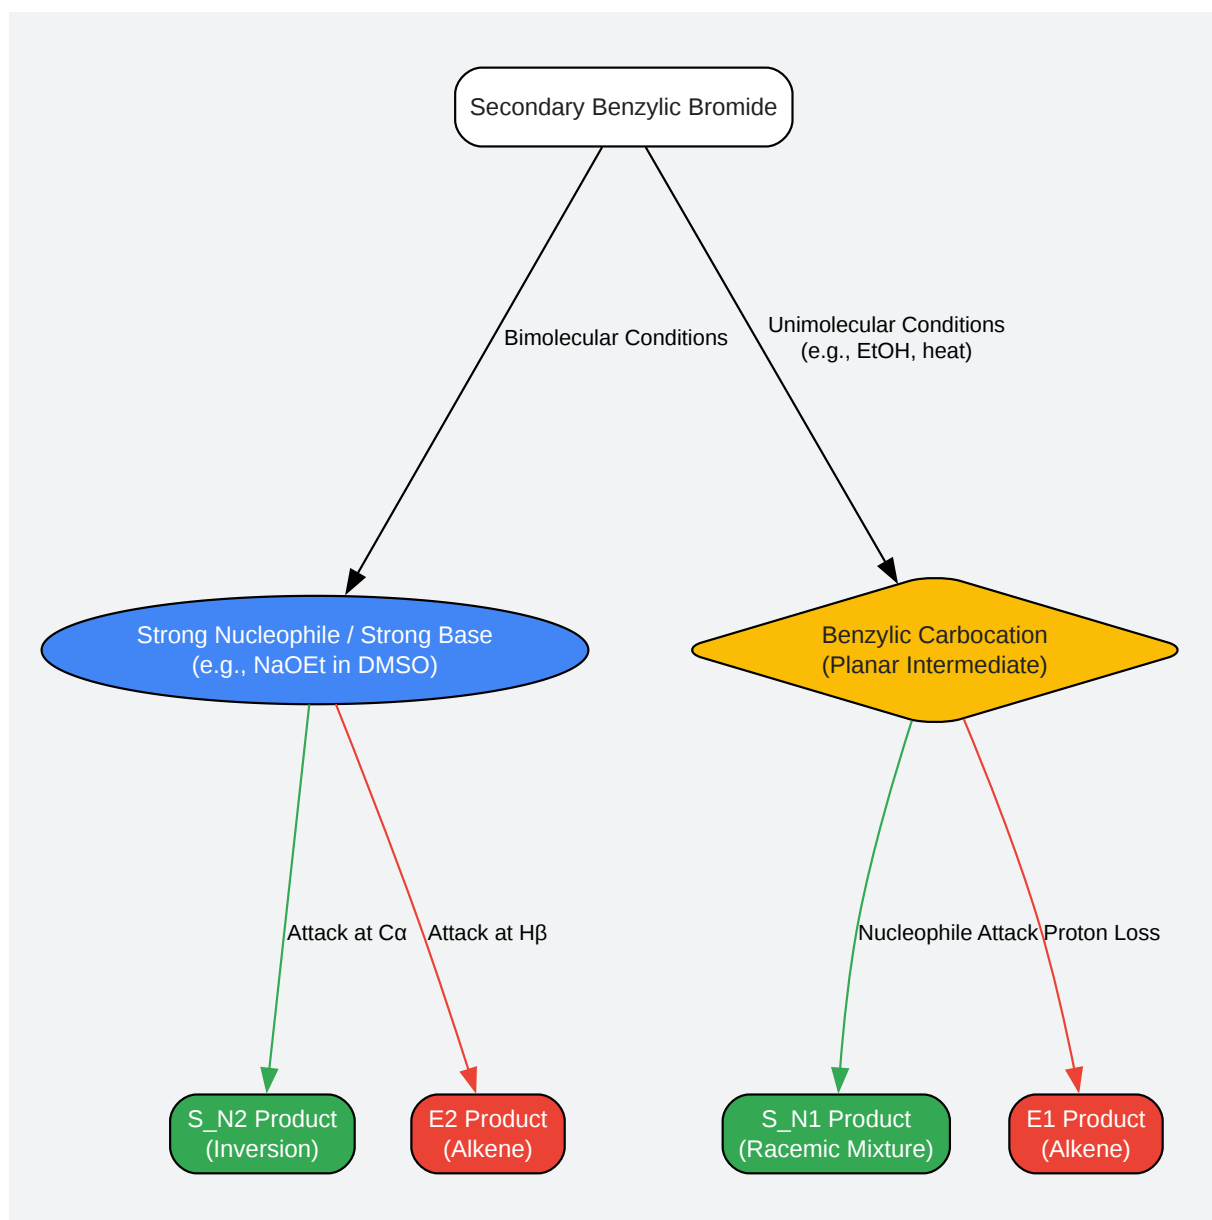 Secondary Benzylic Bromide
Bimolecular Conditions
Unimolecular Conditions
(e.g., EtOH, heat)
Strong Nucleophile / Strong Base
(e.g., NaOEt in DMSO)
Benzylic Carbocation
(Planar Intermediate)
Attack at Cα
Attack at Hβ
Nucleophile Attack
Proton Loss
S_N2 Product
(Inversion)
E2 Product
(Alkene)
S_N1 Product
(Racemic Mixture)
E1 Product
(Alkene)